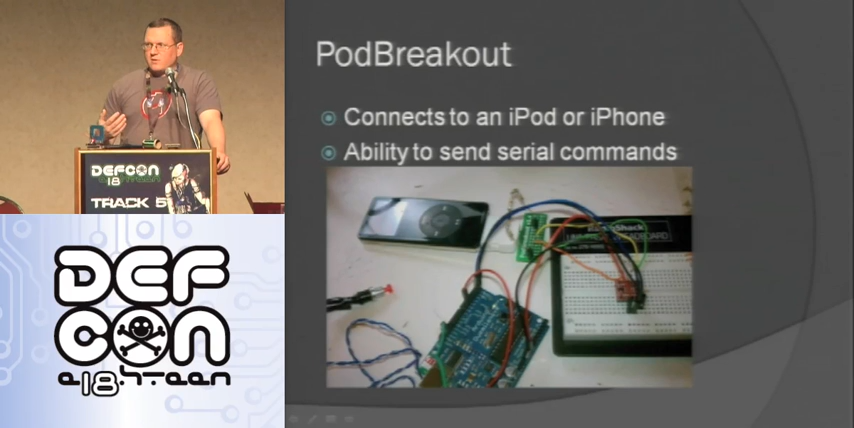 DEFCON
18
TRACK 5
DEF
CON
e18hteen
PodBreakout
Connects to an iPod or iPhone
Ability to send serial commands
RadioShack